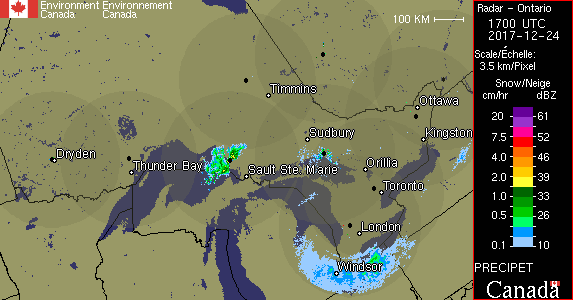 Environment Environnement
Canada Canada
100 KM
Timmins
Ottawa
Sudbury
Kingston
Dryden
Thunder Bay
Sault Ste. Marie
Orillia
Toronto
London
Windsor
Radar - Ontario
1700 UTC
2017-12-24
Scale/Échelle:
3.5 km/Pixel
Snow/Neige
cm/hr dBZ
20 61
7.5 52
4.0 46
2.0 39
1.0 33
0.5 26
0.1 10
PRECIPET
Canada